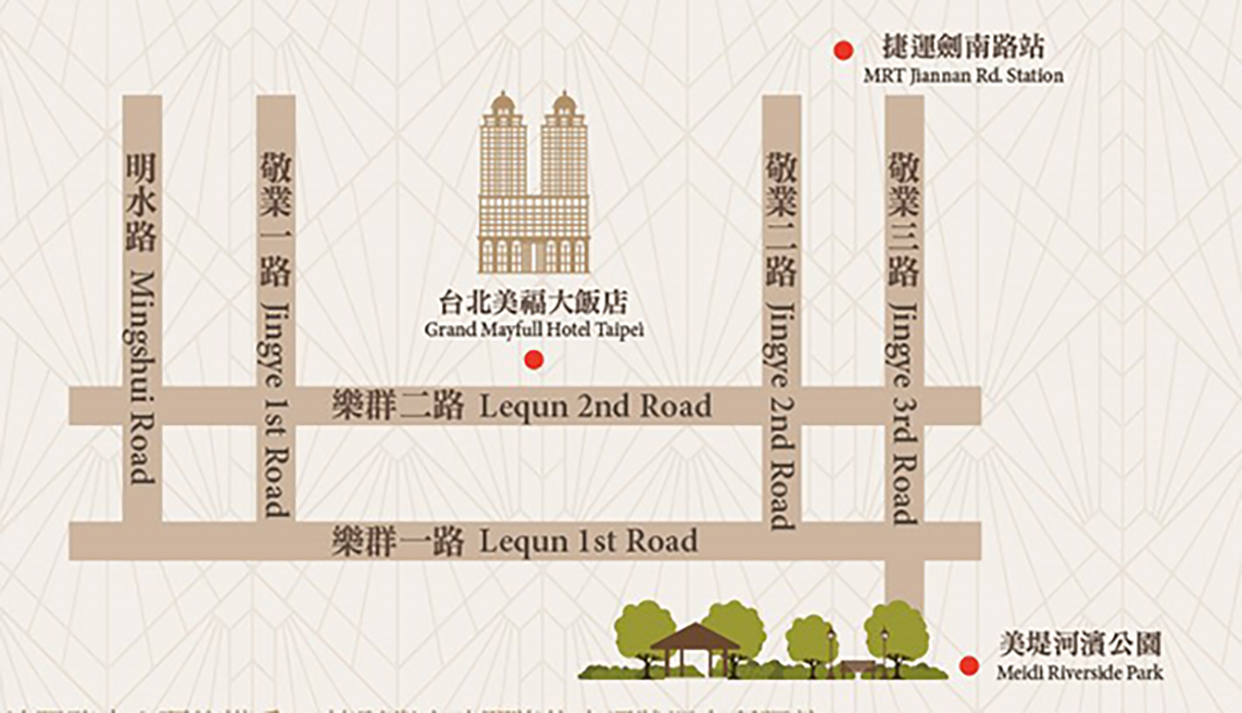 捷運劍南路站
MRT Jiannan Rd. Station
明水路 Mingshui Road
敬業一路 Jingye 1st Road
台北美福大飯店
Grand Mayfull Hotel Taipei
敬業二路 Jingye 2nd Road
敬業三路 Jingye 3rd Road
樂群二路 Lequn 2nd Road
樂群一路 Lequn 1st Road
美堤河濱公園
Meidi Riverside Park